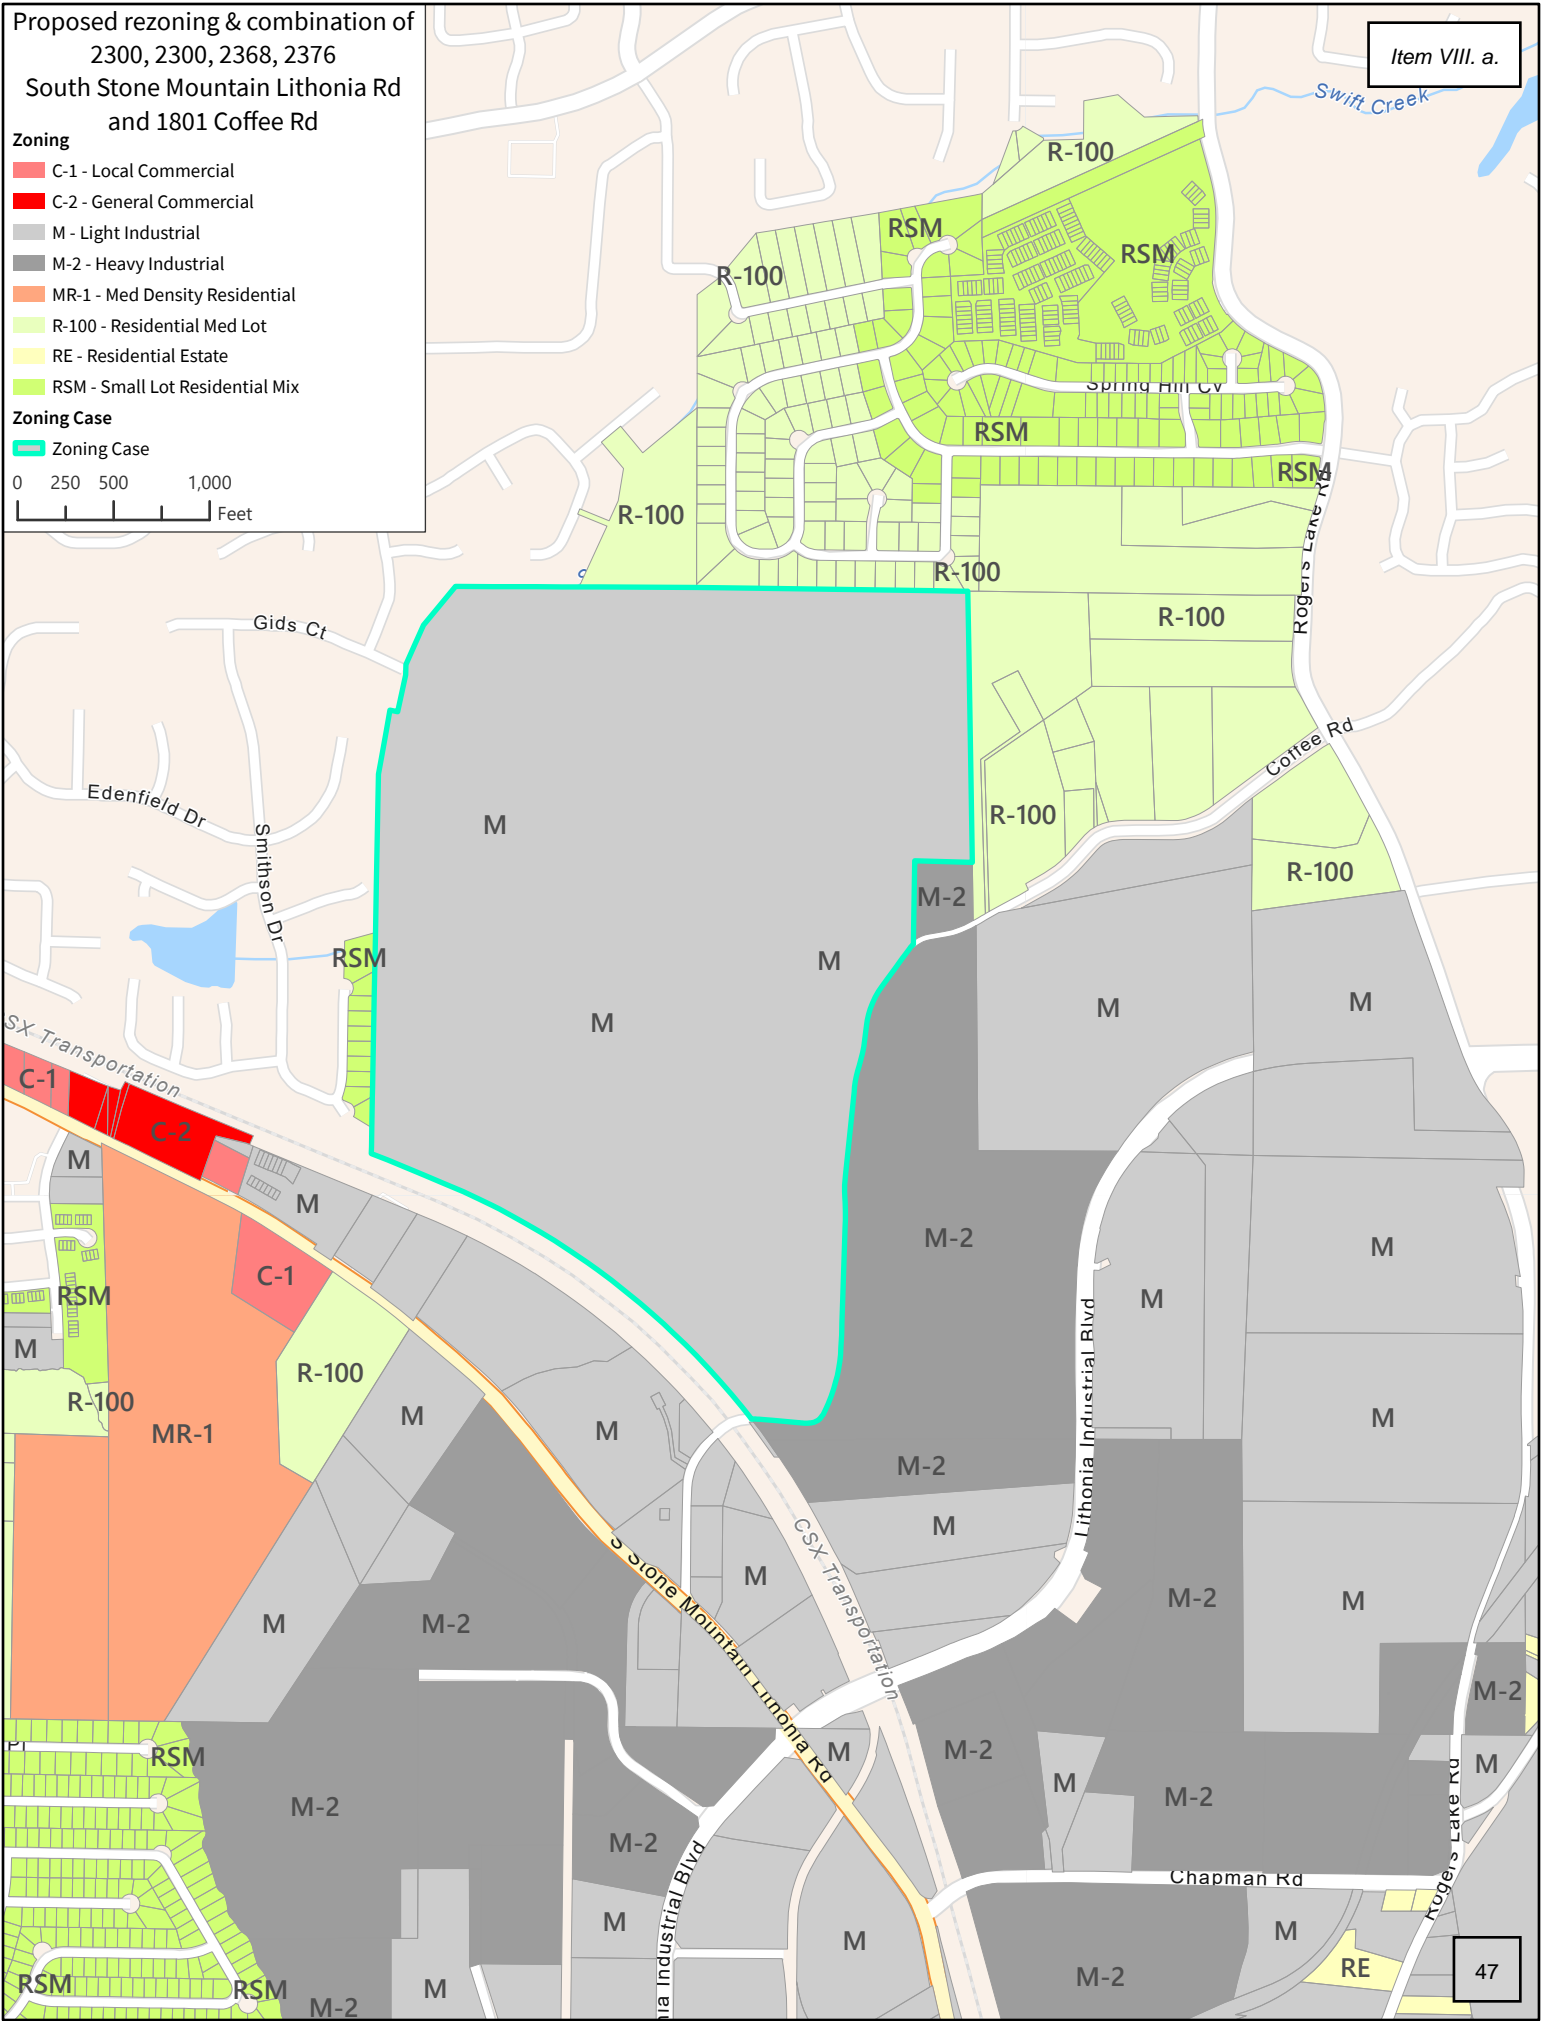 Proposed rezoning & combination of
2300, 2300, 2368, 2376
South Stone Mountain Lithonia Rd
and 1801 Coffee Rd
Zoning
C-1 - Local Commercial
C-2 - General Commercial
M - Light Industrial
M-2 - Heavy Industrial
MR-1 - Med Density Residential
R-100 - Residential Med Lot
RE - Residential Estate
RSM - Small Lot Residential Mix
Zoning Case
Zoning Case
0 250 500 1,000
Feet
Item VIII. a.
Swift Creek
R-100
RSM
RSM
R-100
Spring Hill Cv
RSM
RSM
R-100
Rogers Lake Rd
R-100
R-100
Gids Ct
Coffee Rd
Edenfield Dr
Smithson Dr
M
R-100
R-100
M-2
RSM
M
M
M
M
SX Transportation
C-1
C-2
M
M
M-2
M
C-1
RSM
M
Lithonia Industrial Blvd
M
R-100
R-100
MR-1
M
M
M
M-2
M
CSX Transportation
S Stone Mountain Lithonia Rd
M
M
M-2
M-2
M
M-2
Pl
RSM
M
M-2
M
M
M-2
M-2
M-2
nia Industrial Blvd
Rogers Lake Rd
Chapman Rd
M
M
M
RE
RSM
RSM
M-2
M
M-2
47